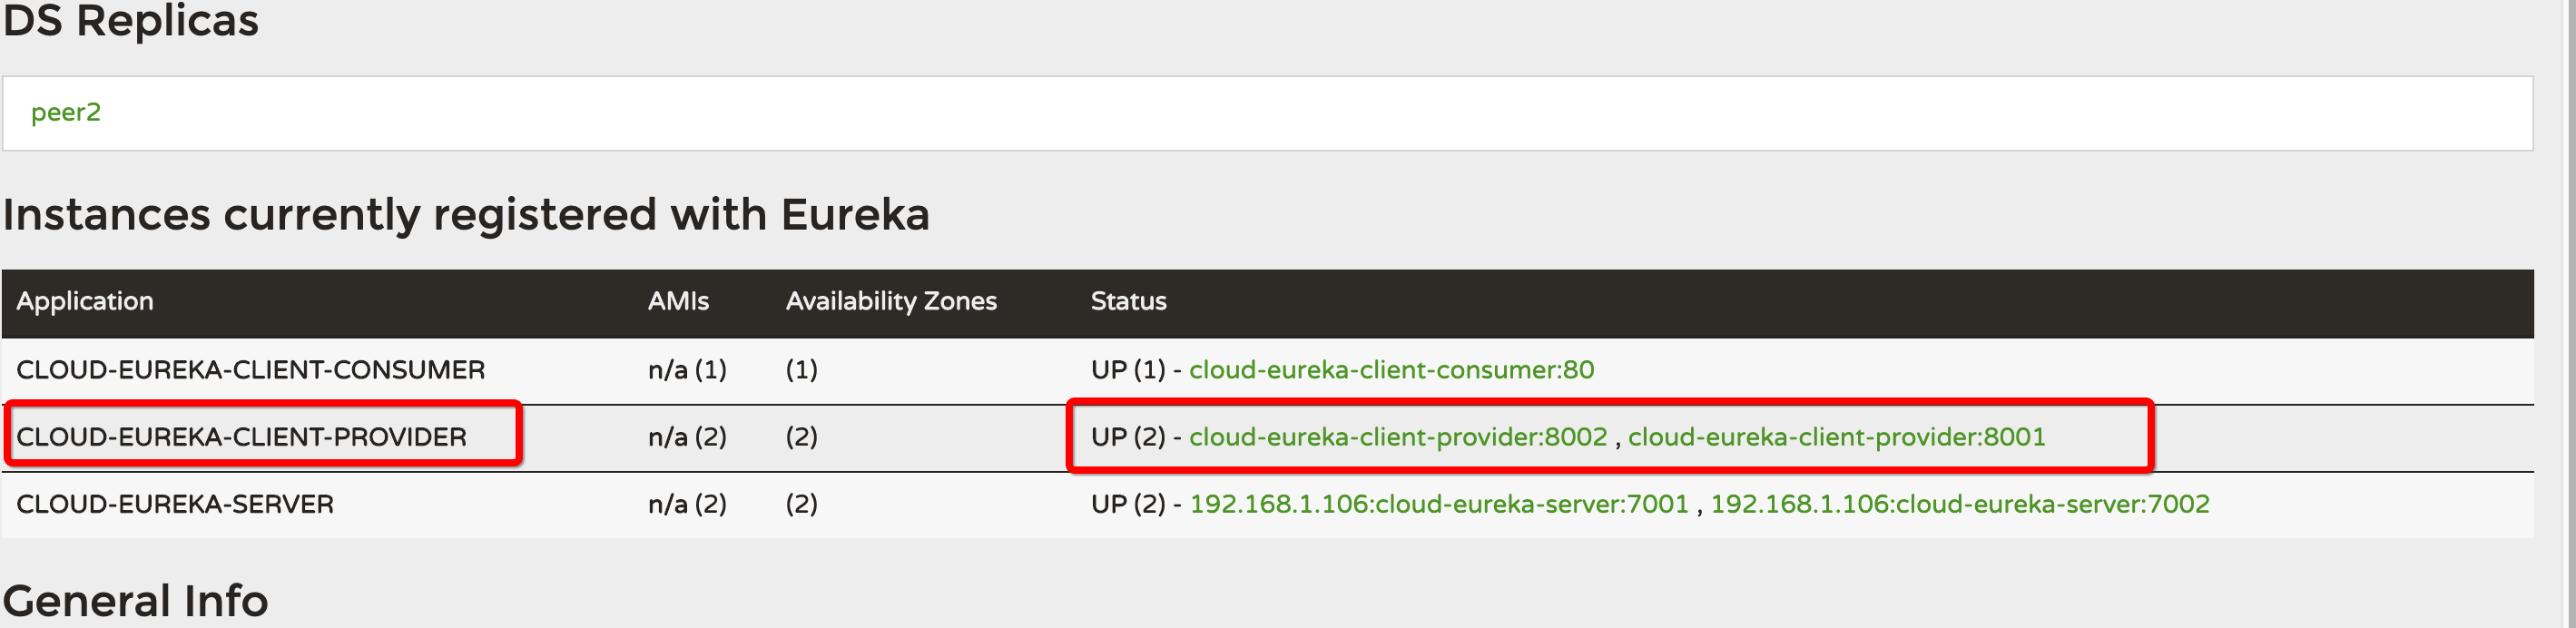 DS Replicas
peer2
Instances currently registered with Eureka
Application AMIs Availability Zones Status
CLOUD-EUREKA-CLIENT-CONSUMER n/a (1) (1) UP (1) - cloud-eureka-client-consumer:80
CLOUD-EUREKA-CLIENT-PROVIDER n/a (2) (2) UP (2) - cloud-eureka-client-provider:8002 , cloud-eureka-client-provider:8001
CLOUD-EUREKA-SERVER n/a (2) (2) UP (2) - 192.168.1.106:cloud-eureka-server:7001 , 192.168.1.106:cloud-eureka-server:7002
General Info